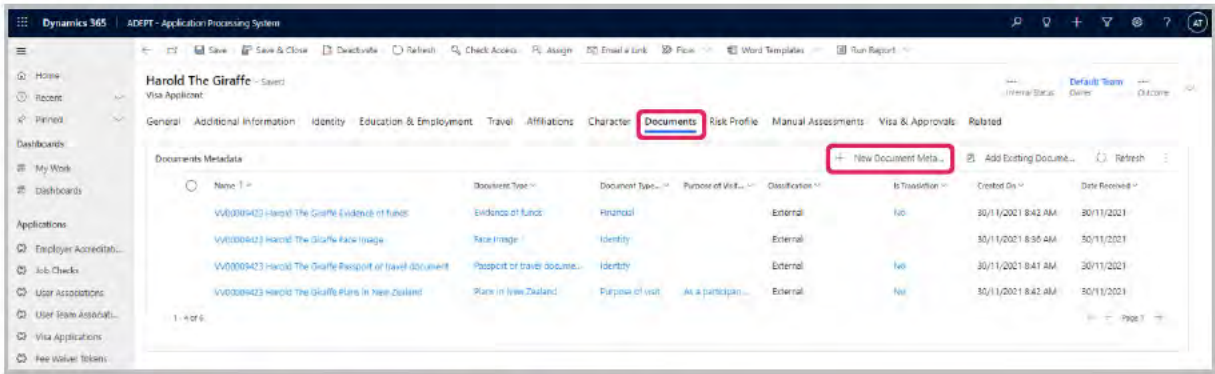 Dynamics 365 ADEPT - Application Processing System AT
Save Save & Close Deactivate Refresh Check Access Assign Email a Link Flow Word Templates Run Report
Home
Recent
Pinned
Dashboards
My Work
Dashboards
Applications
Employer Accreditati...
Job Checks
User Associations
User Team Associati...
Visa Applications
Fee Waiver Tokens
Harold The Giraffe - Saved
Visa Applicant
---
Internal Status
Default Team
Owner
---
Outcome
General Additional Information Identity Education & Employment Travel Affiliations Character Documents Risk Profile Manual Assessments Visa & Approvals Related
Documents Metadata
+ New Document Meta... Add Existing Docume... Refresh
Name ↑ Document Type Document Type... Purpose of Visit... Classification Is Translation Created On Date Received
VV00009423 Harold The Giraffe Evidence of funds Evidence of funds Financial External No 30/11/2021 8:42 AM 30/11/2021
VV00009423 Harold The Giraffe Face Image Face Image Identity External 30/11/2021 8:36 AM 30/11/2021
VV00009423 Harold The Giraffe Passport or travel document Passport or travel docume... Identity External No 30/11/2021 8:41 AM 30/11/2021
VV00009423 Harold The Giraffe Plans in New Zealand Plans in New Zealand Purpose of visit As a participan... External No 30/11/2021 8:42 AM 30/11/2021
Page 1